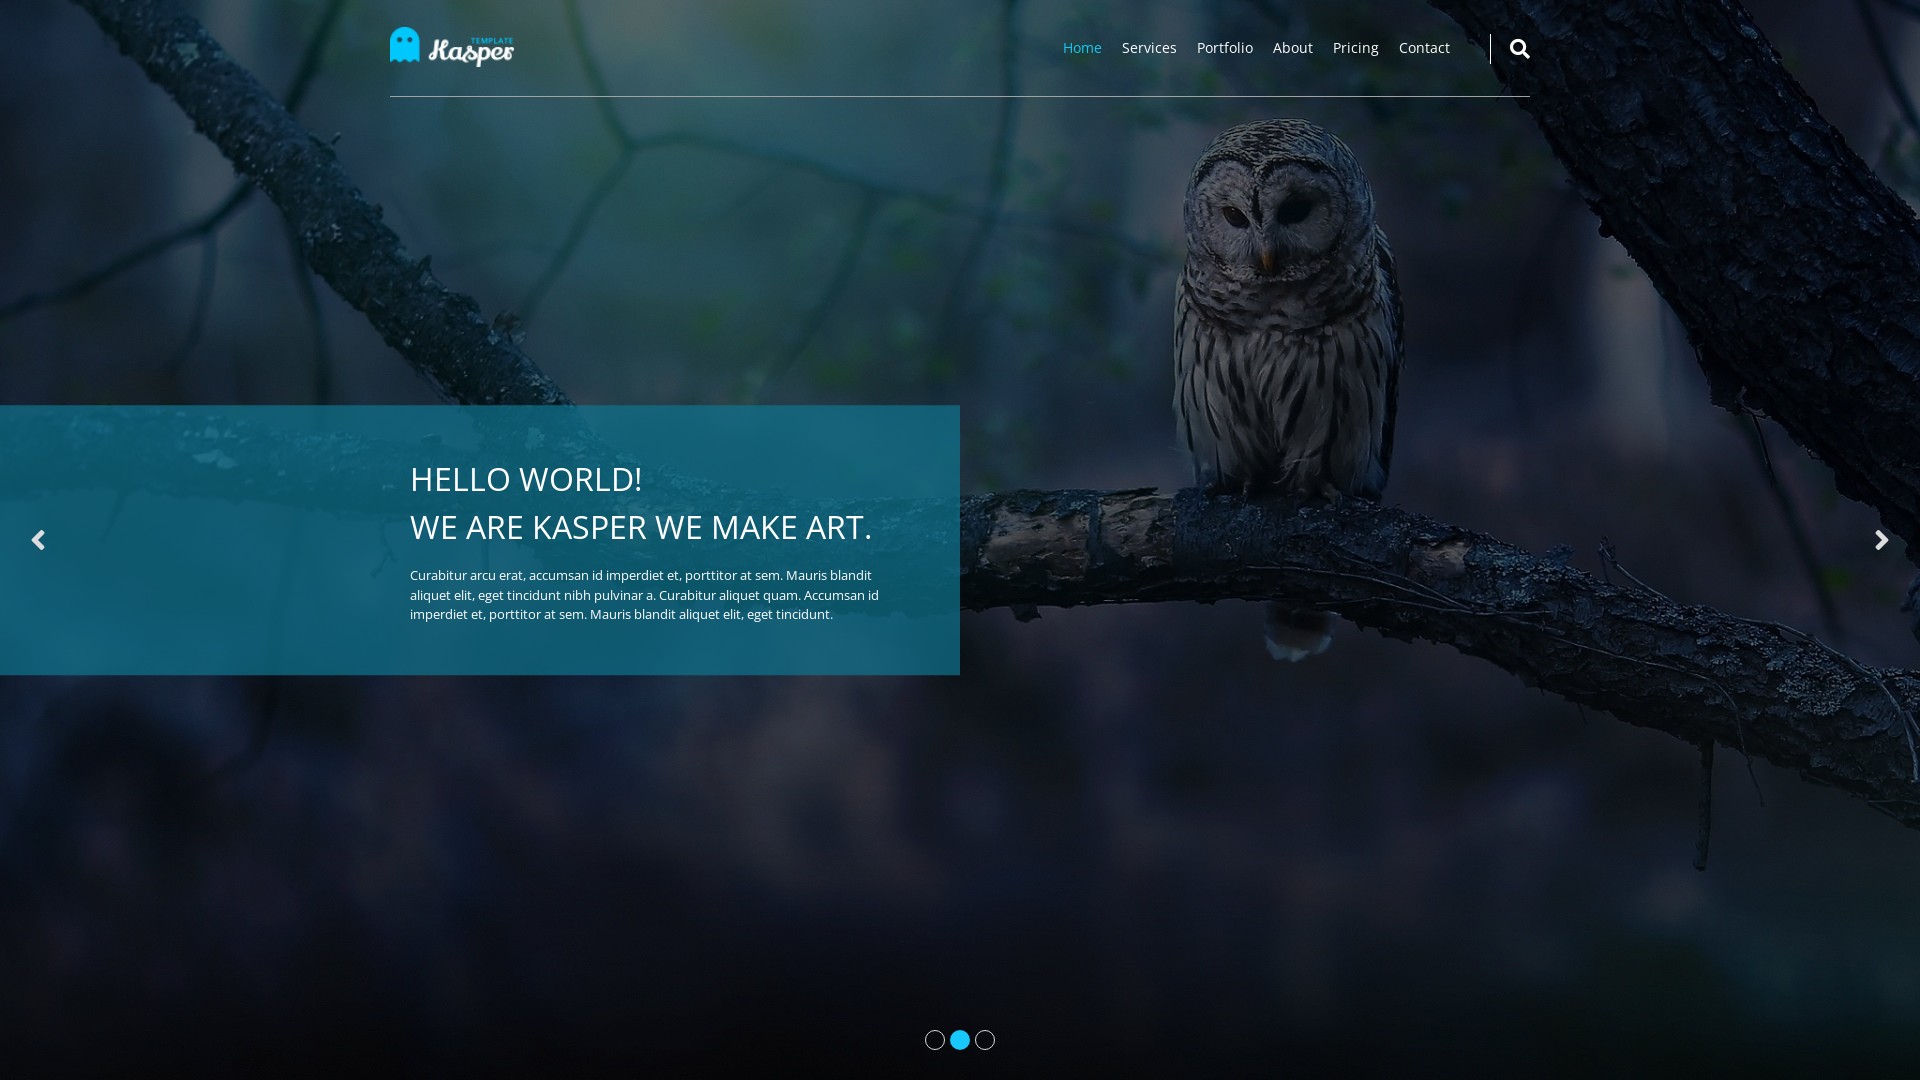 TEMPLATE
Kasper
Home Services Portfolio About Pricing Contact
HELLO WORLD!
WE ARE KASPER WE MAKE ART.
Curabitur arcu erat, accumsan id imperdiet et, porttitor at sem. Mauris blandit
aliquet elit, eget tincidunt nibh pulvinar a. Curabitur aliquet quam. Accumsan id
imperdiet et, porttitor at sem. Mauris blandit aliquet elit, eget tincidunt.